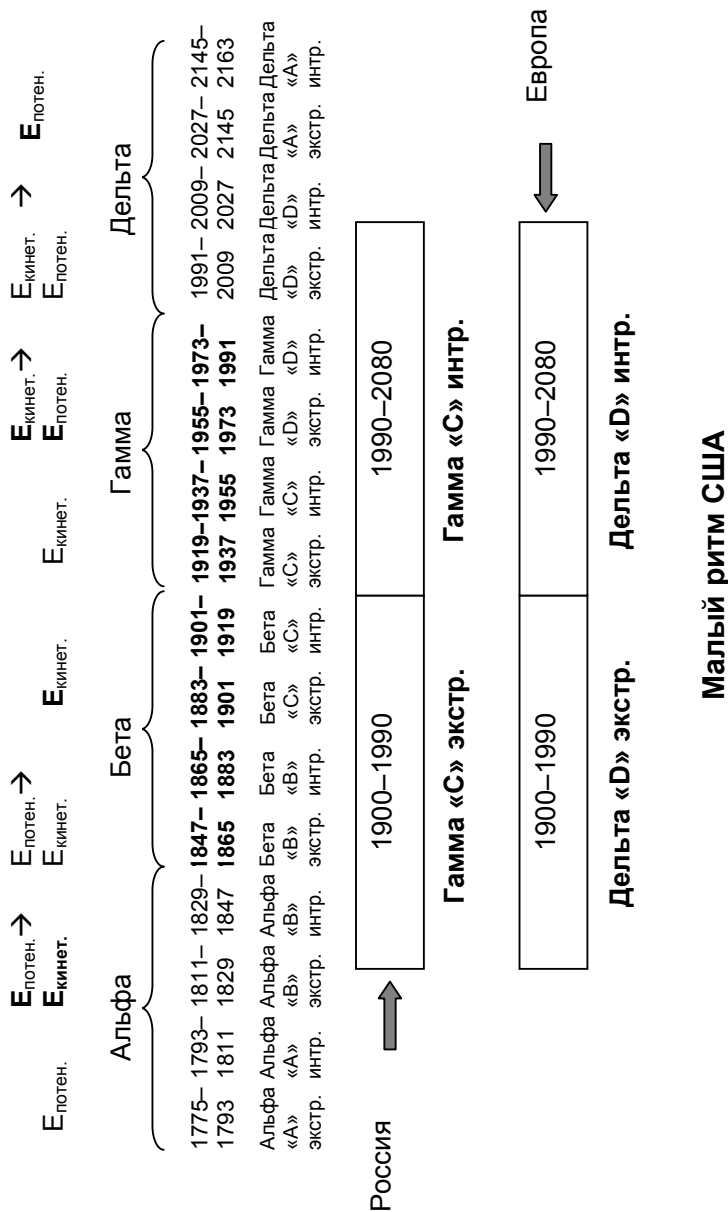 Eпотен.→ Eпотен.→ Eкинет.→ Eкинет. →
Eпотен. Eкинет. Eкинет. Eкинет. Eкинет. Eпотен. Eпотен. Eпотен.
Альфа Бета Гамма Дельта
1775– 1793– 1811– 1829– 1847– 1865– 1883– 1901– 1919–1937–1955–1973– 1991– 2009– 2027– 2145–
1793 1811 1829 1847 1865 1883 1901 1919 1937 1955 1973 1991 2009 2027 2145 2163
Альфа Альфа Альфа Альфа Бета Бета Бета Бета Гамма Гамма Гамма Гамма Дельта Дельта Дельта Дельта
«А» «А» «В» «В» «В» «В» «С» «С» «С» «С» «D» «D» «D» «D» «А» «А»
экстр. интр. экстр. интр. экстр. интр. экстр. интр. экстр. интр. экстр. интр. экстр. интр. экстр. интр.
Россия 1900–1990 1990–2080
Гамма «С» экстр. Гамма «С» интр.
1900–1990 1990–2080 Европа
Дельта «D» экстр. Дельта «D» интр.
Малый ритм США